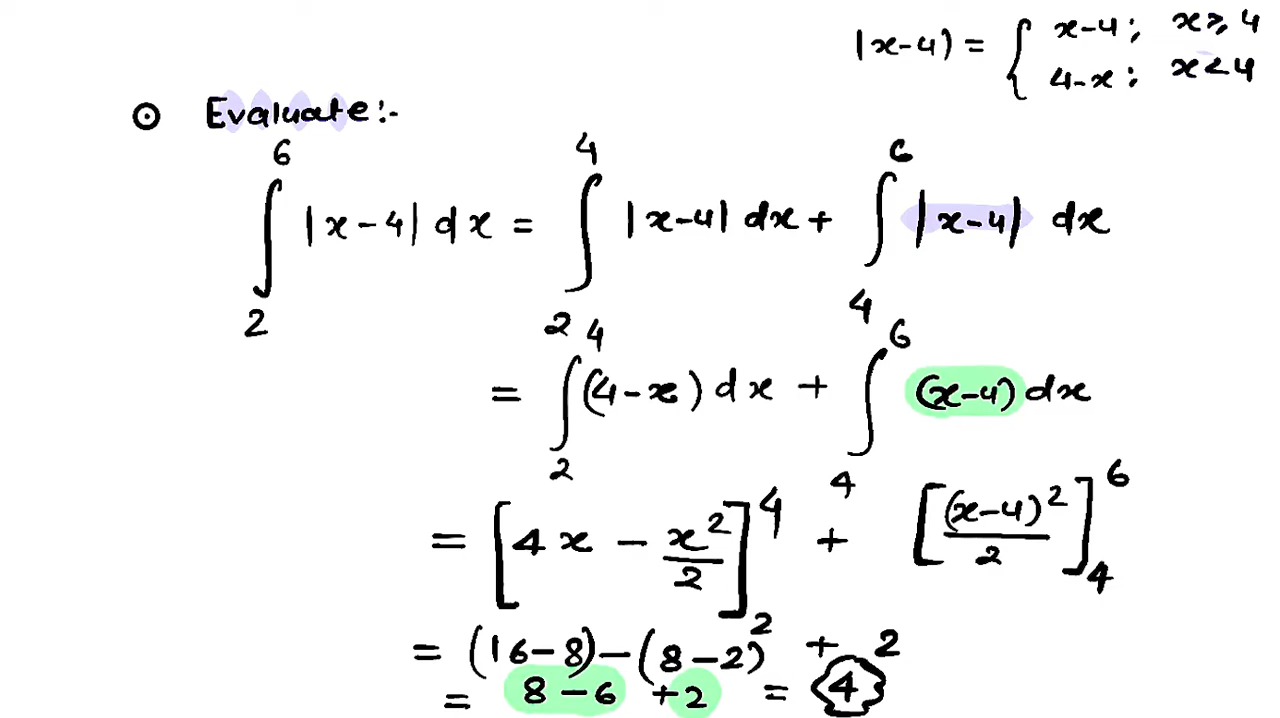 |x-4| = { x-4; x≥4
4-x; x<4
⊙ Evaluate:-
∫₂⁶ |x-4| dx = ∫₂⁴ |x-4| dx + ∫₄⁶ |x-4| dx
= ∫₂⁴ (4-x) dx + ∫₄⁶ (x-4) dx
= [4x - x²/2]₂⁴ + [(x-4)²/2]₄⁶
= (16-8) - (8-2) + 2
= 8-6 +2 = 4